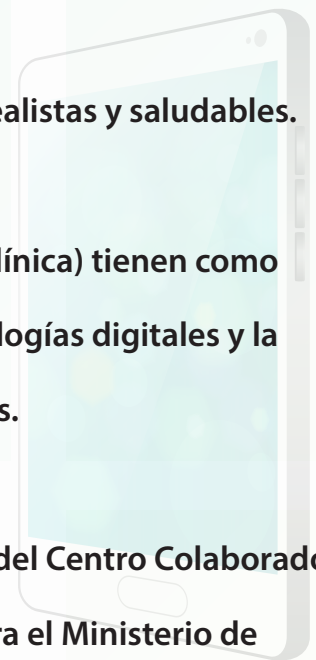 ealistas y saludables.
línica) tienen como
logías digitales y la
s.
del Centro Colaborado
ra el Ministerio de